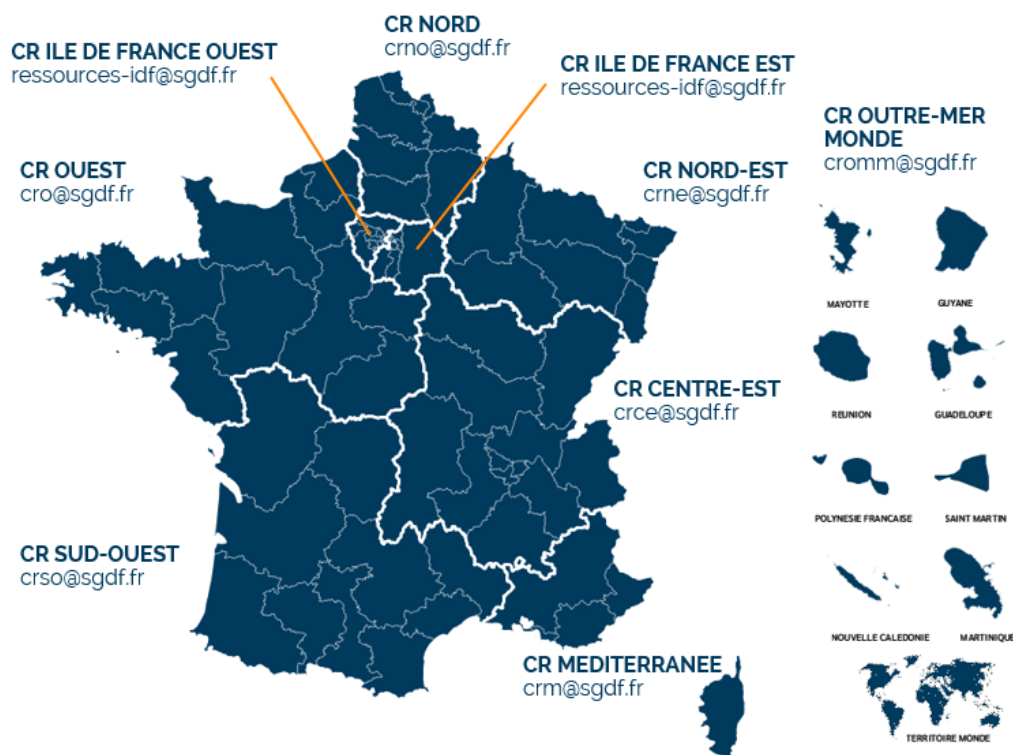 CR NORD
crno@sgdf.fr
CR ILE DE FRANCE OUEST
ressources-idf@sgdf.fr
CR ILE DE FRANCE EST
ressources-idf@sgdf.fr
CR OUTRE-MER
MONDE
cromm@sgdf.fr
CR OUEST
cro@sgdf.fr
CR NORD-EST
crne@sgdf.fr
MAYOTTE
GUYANE
CR CENTRE-EST
crce@sgdf.fr
REUNION
GUADELOUPE
POLYNESIE FRANCAISE
SAINT MARTIN
CR SUD-OUEST
crso@sgdf.fr
NOUVELLE CALEDONIE
MARTINIQUE
CR MEDITERRANEE
crm@sgdf.fr
TERRITOIRE MONDE